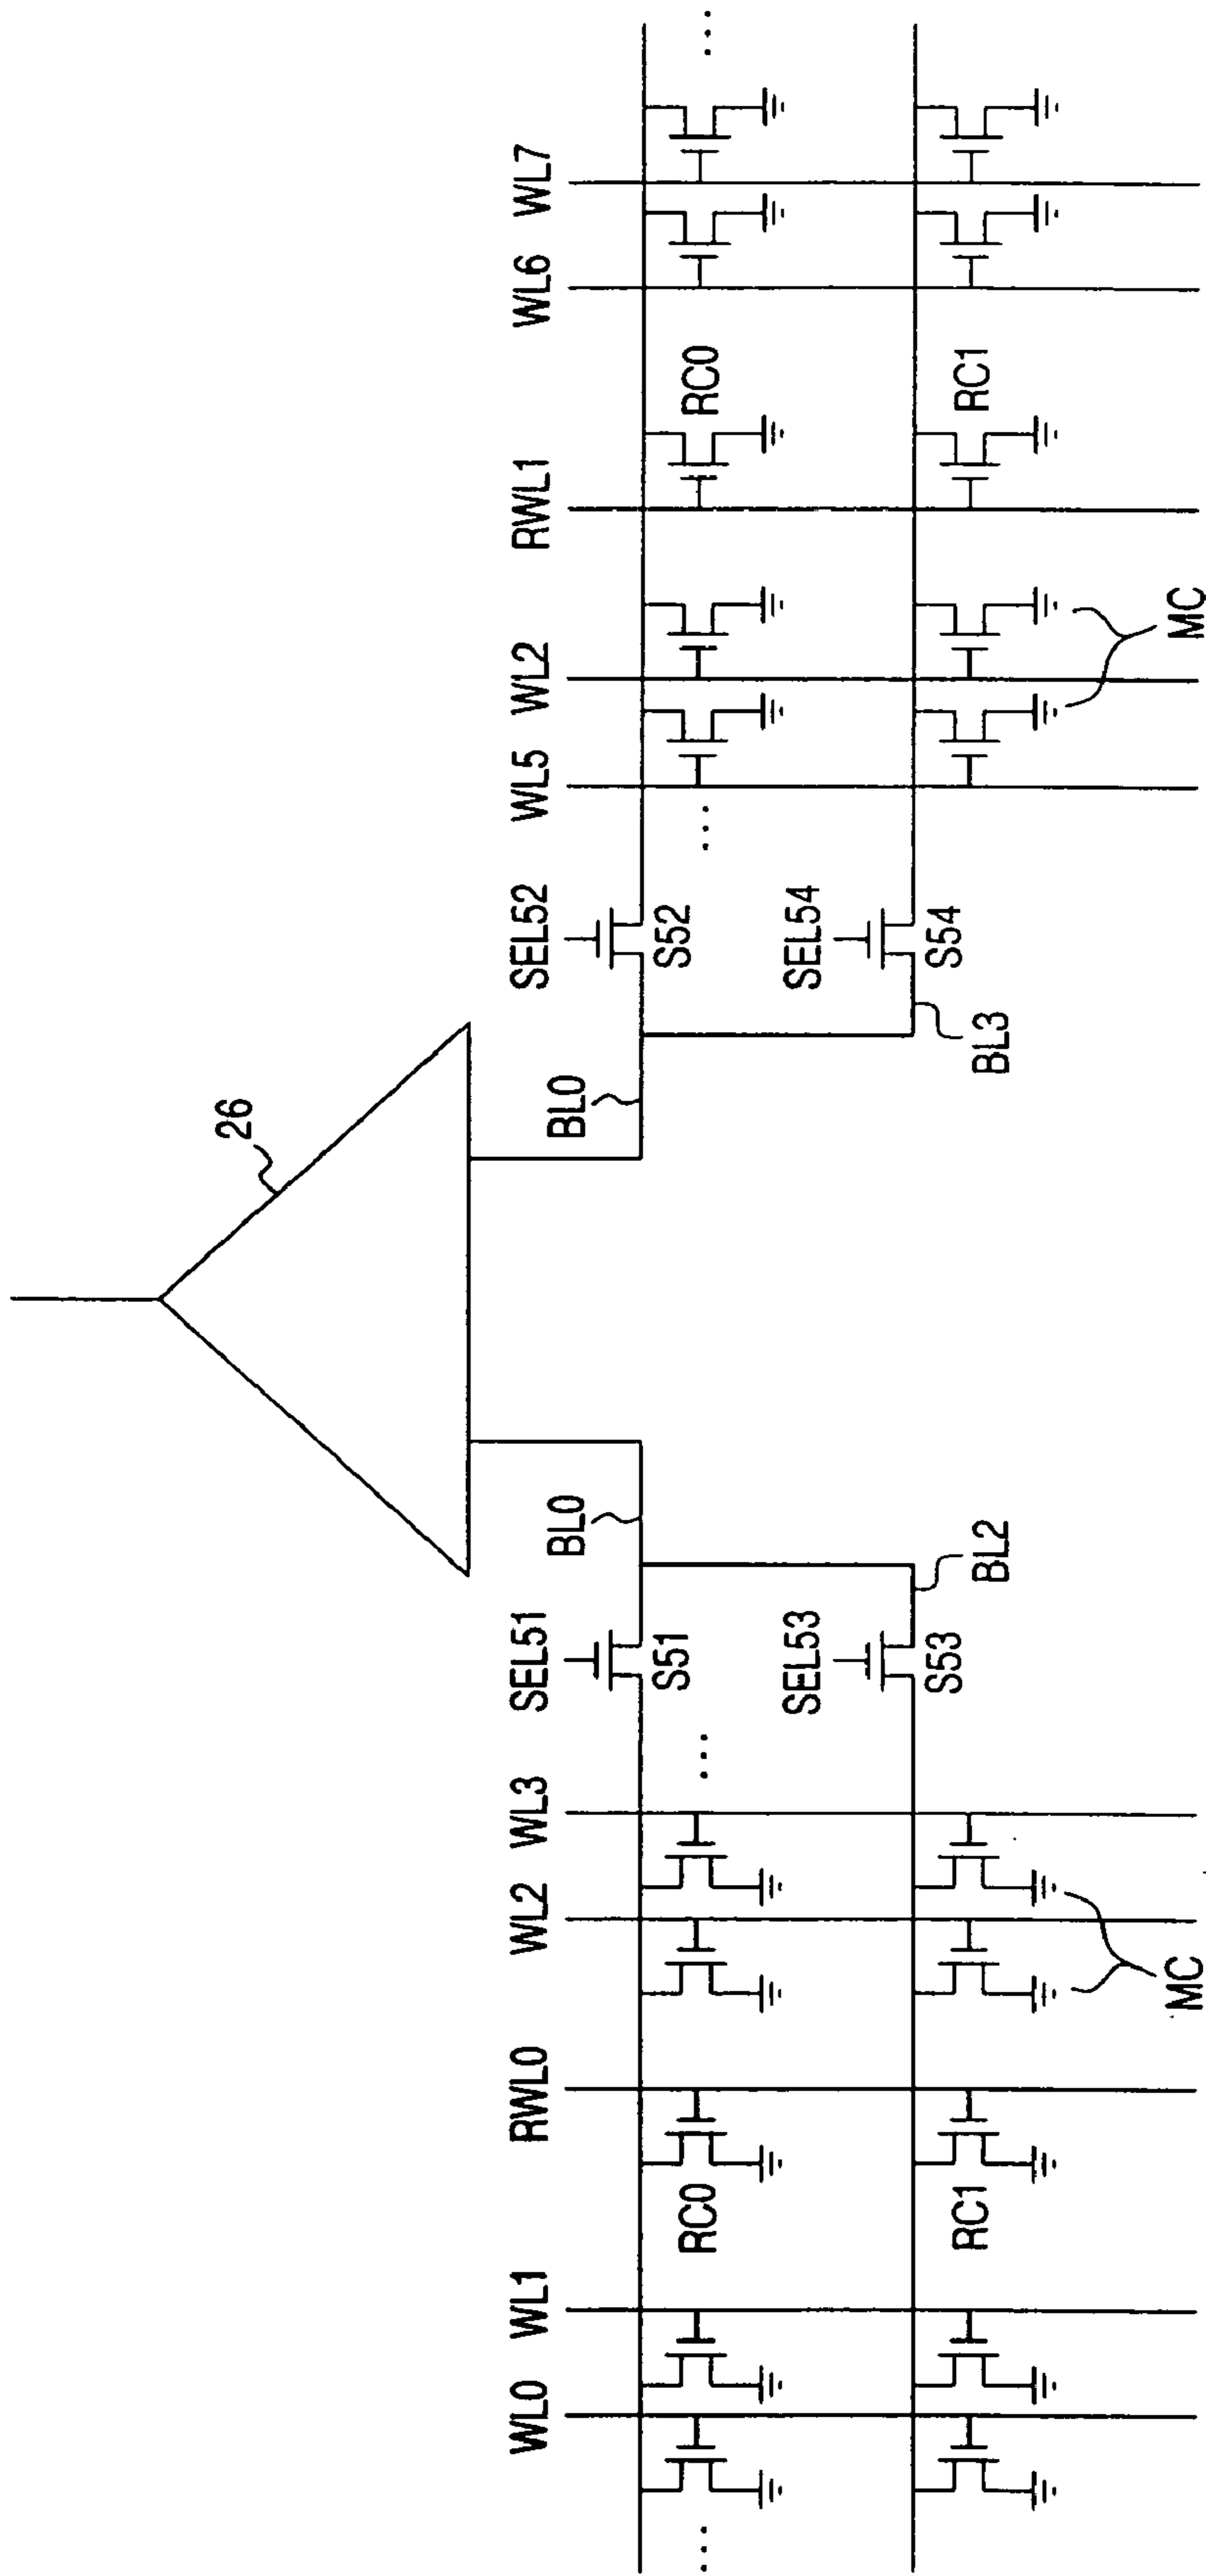 26
WL0 WL1 RWL0 WL2 WL3 SEL51 SEL52 WL5 WL2 RWL1 WL6 WL7
BL0 BL0
... RC0 ... S51 S52 ... RC0 ...
SEL53 SEL54
RC1 S53 S54 RC1
BL2 BL3
MC MC